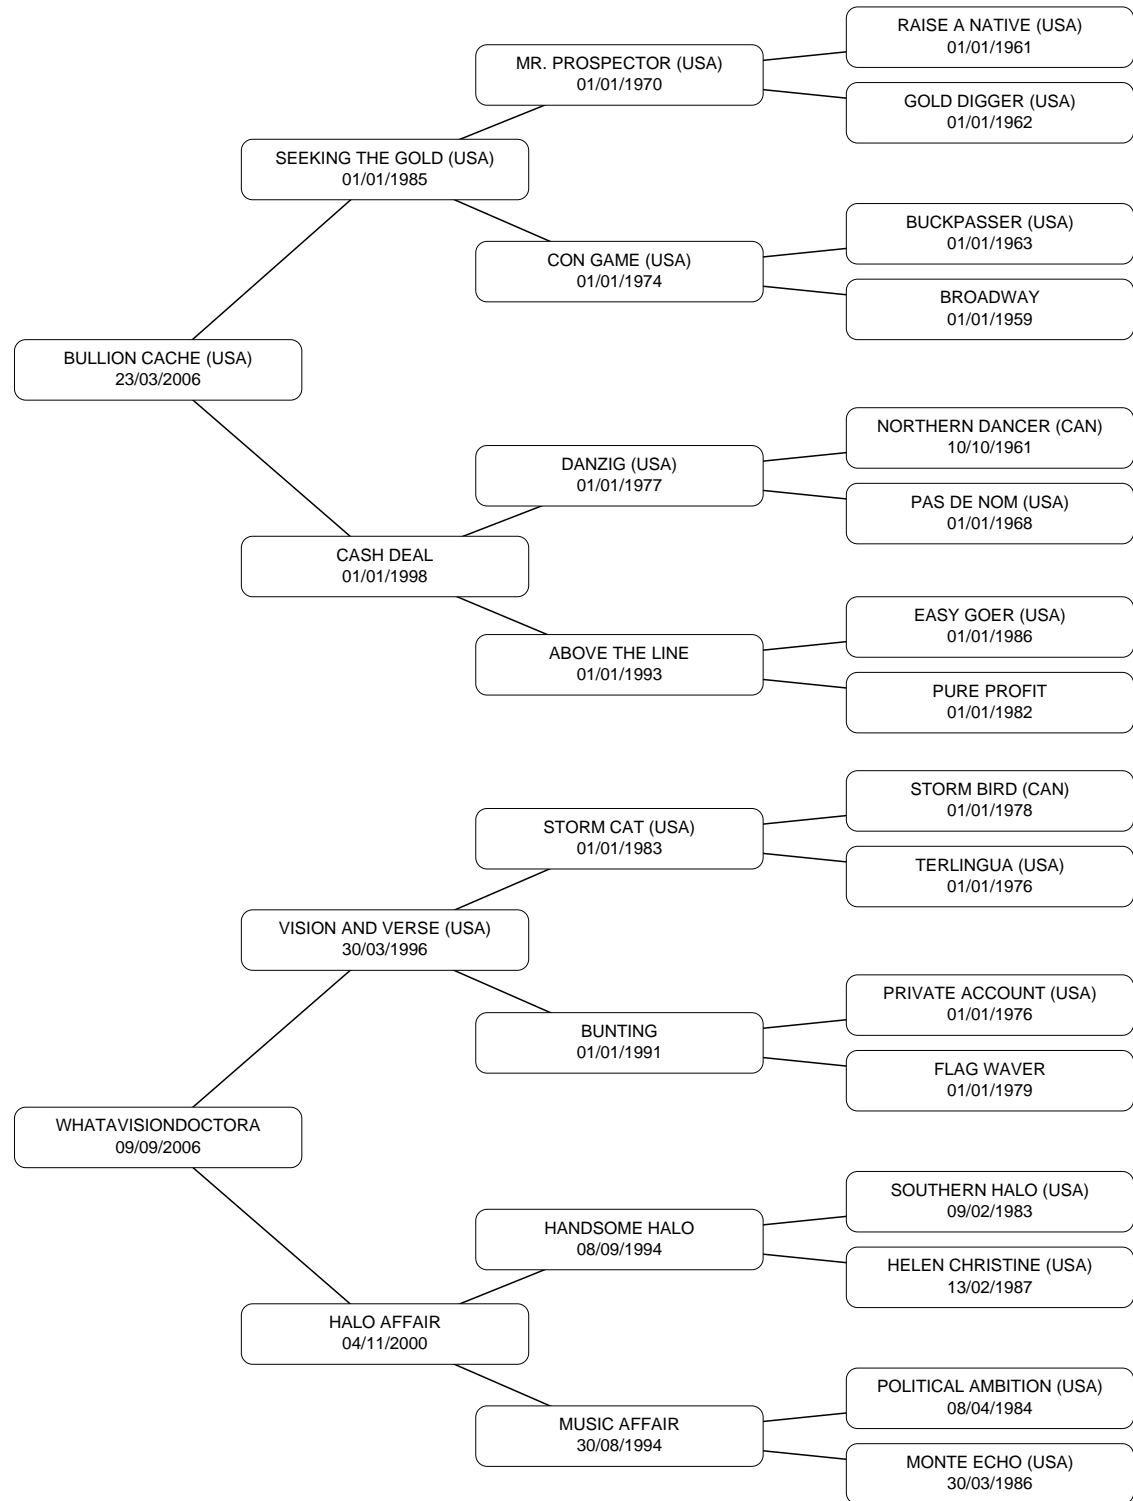 RAISE A NATIVE (USA)
01/01/1961
MR. PROSPECTOR (USA)
01/01/1970
GOLD DIGGER (USA)
01/01/1962
SEEKING THE GOLD (USA)
01/01/1985
BUCKPASSER (USA)
01/01/1963
CON GAME (USA)
01/01/1974
BROADWAY
01/01/1959
BULLION CACHE (USA)
23/03/2006
NORTHERN DANCER (CAN)
10/10/1961
DANZIG (USA)
01/01/1977
PAS DE NOM (USA)
01/01/1968
CASH DEAL
01/01/1998
EASY GOER (USA)
01/01/1986
ABOVE THE LINE
01/01/1993
PURE PROFIT
01/01/1982
STORM BIRD (CAN)
01/01/1978
STORM CAT (USA)
01/01/1983
TERLINGUA (USA)
01/01/1976
VISION AND VERSE (USA)
30/03/1996
PRIVATE ACCOUNT (USA)
01/01/1976
BUNTING
01/01/1991
FLAG WAVER
01/01/1979
WHATAVISIONDOCTORA
09/09/2006
SOUTHERN HALO (USA)
09/02/1983
HANDSOME HALO
08/09/1994
HELEN CHRISTINE (USA)
13/02/1987
HALO AFFAIR
04/11/2000
POLITICAL AMBITION (USA)
08/04/1984
MUSIC AFFAIR
30/08/1994
MONTE ECHO (USA)
30/03/1986